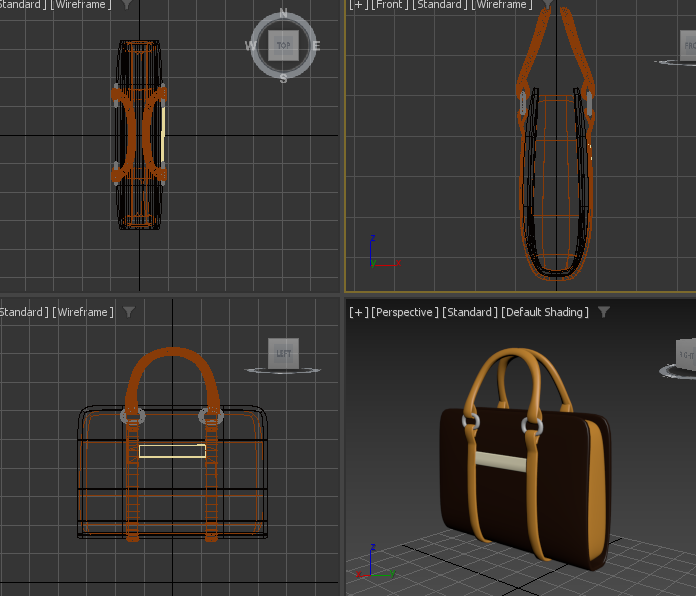 Standard ] [ Wireframe ]
N
W TOP E
S
[ + ] [ Front ] [ Standard ] [ Wireframe ]
FRO
z
y x
Standard ] [ Wireframe ]
LEFT
[ + ] [ Perspective ] [ Standard ] [ Default Shading ]
z
x y